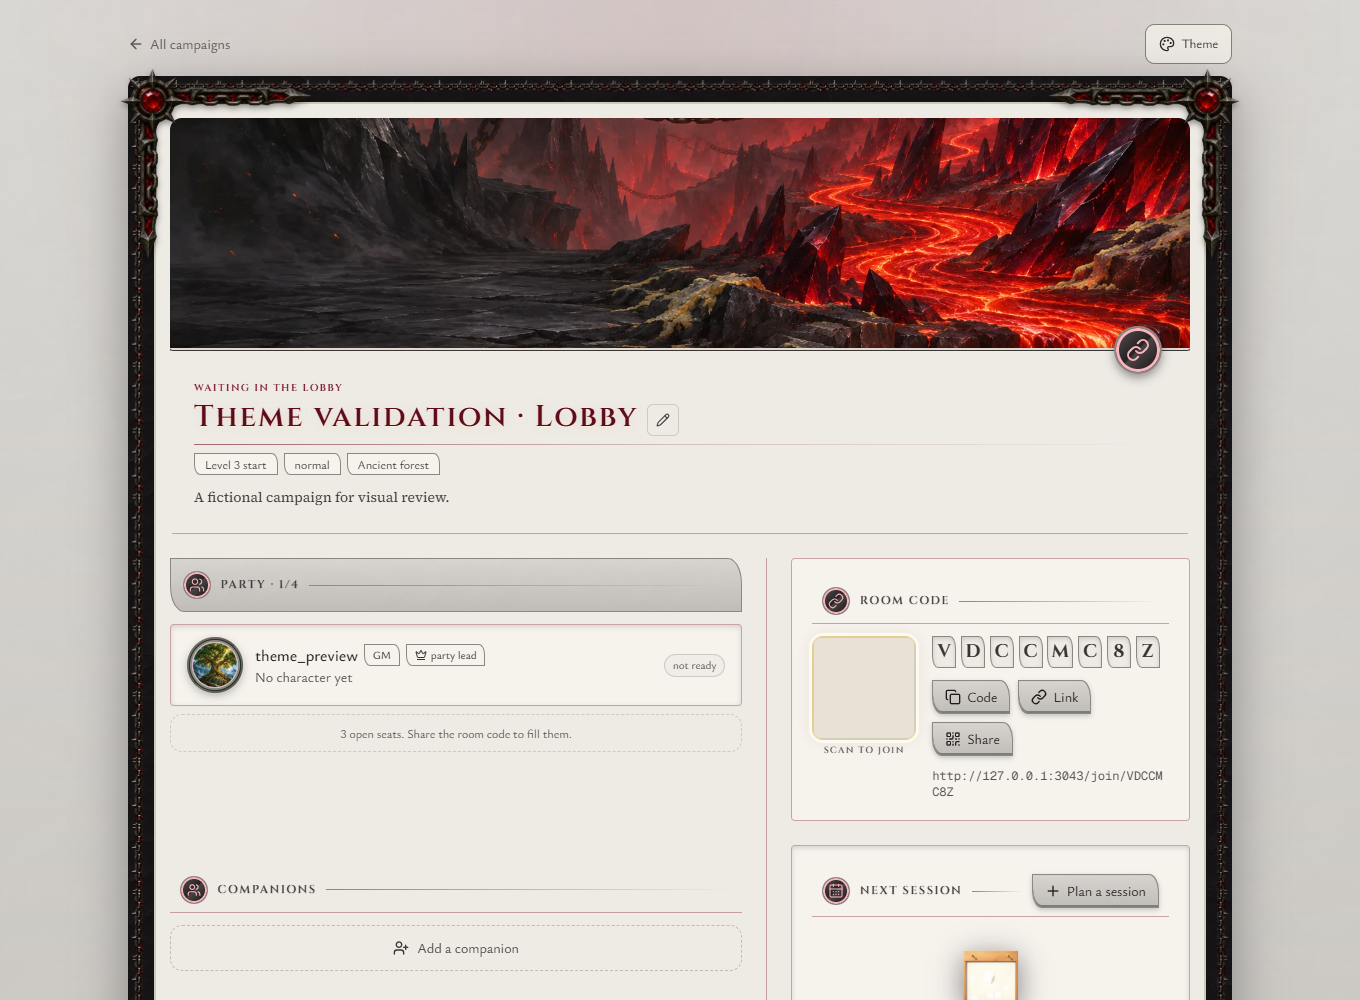 All campaigns
Theme
WAITING IN THE LOBBY
THEME VALIDATION · LOBBY
Level 3 start
normal
Ancient forest
A fictional campaign for visual review.
PARTY · 1/4
theme_preview
GM
party lead
No character yet
not ready
3 open seats. Share the room code to fill them.
COMPANIONS
Add a companion
ROOM CODE
V D C C M C 8 Z
Code
Link
Share
SCAN TO JOIN
http://127.0.0.1:3043/join/VDCCM
C8Z
NEXT SESSION
Plan a session